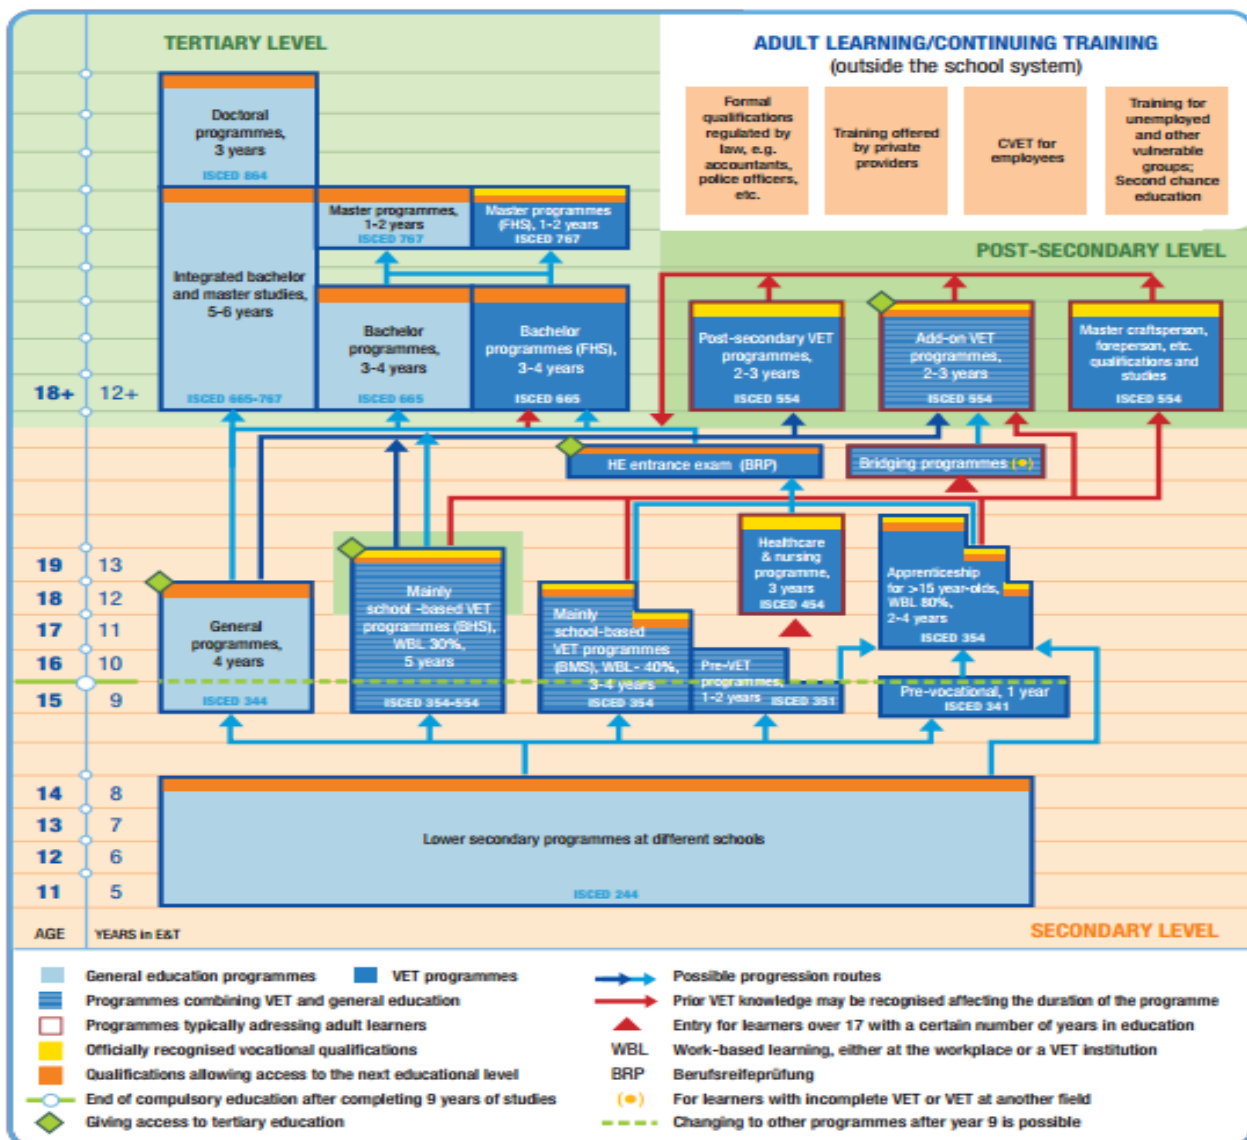 TERTIARY LEVEL
ADULT LEARNING/CONTINUING TRAINING
(outside the school system)
Formal
qualifications
regulated by
law, e.g.
accountants,
police officers,
etc.
Training offered
by private
providers
CVET for
employees
Training for
unemployed
and other
vulnerable
groups;
Second chance
education
Doctoral
programmes,
3 years
ISCED 864
Integrated bachelor
and master studies,
5-6 years
ISCED 665-767
Master programmes,
1-2 years
ISCED 767
Master programmes
(FHS), 1-2 years
ISCED 767
Bachelor
programmes,
3-4 years
ISCED 665
Bachelor
programmes (FHS),
3-4 years
ISCED 665
POST-SECONDARY LEVEL
Post-secondary VET
programmes,
2-3 years
ISCED 554
Add-on VET
programmes,
2-3 years
ISCED 554
Master craftsperson,
foreperson, etc.
qualifications and
studies
ISCED 554
18+ 12+
HE entrance exam (BRP)
Bridging programmes (•)
19 13
18 12
17 11
16 10
15 9
General
programmes,
4 years
ISCED 344
Mainly
school -based VET
programmes (BHS),
WBL 30%,
5 years
ISCED 354-554
Mainly
school-based
VET programmes
(BMS), WBL- 40%,
3-4 years
ISCED 354
Pre-VET
programmes,
1-2 years
ISCED 351
Healthcare
& nursing
programme,
3 years
ISCED 454
Apprenticeship
for >15 year-olds,
WBL 80%,
2-4 years
ISCED 354
Pre-vocational, 1 year
ISCED 341
14 8
13 7
12 6
11 5
Lower secondary programmes at different schools
ISCED 244
AGE YEARS in E&T
SECONDARY LEVEL
General education programmes
VET programmes
Programmes combining VET and general education
Programmes typically adressing adult learners
Officially recognised vocational qualifications
Qualifications allowing access to the next educational level
End of compulsory education after completing 9 years of studies
Giving access to tertiary education
Possible progression routes
Prior VET knowledge may be recognised affecting the duration of the programme
Entry for learners over 17 with a certain number of years in education
WBL Work-based learning, either at the workplace or a VET institution
BRP Berufsreifeprüfung
(•) For learners with incomplete VET or VET at another field
Changing to other programmes after year 9 is possible